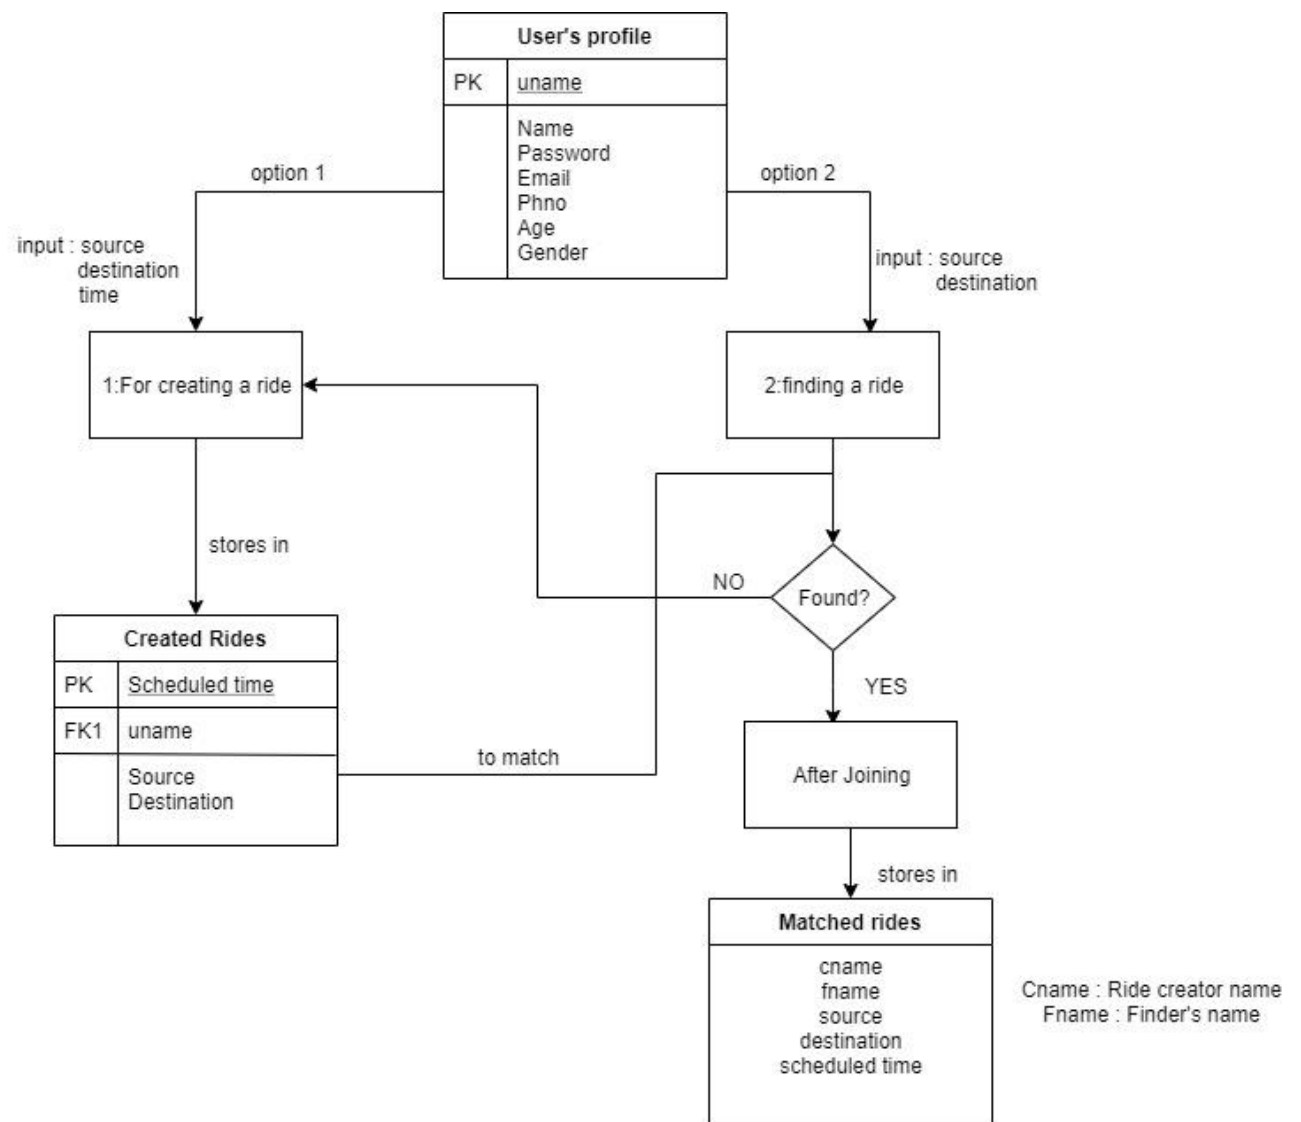 User's profile
PK
uname
Name
Password
Email
Phno
Age
Gender
option 1
option 2
input : source
destination
time
input : source
destination
1:For creating a ride
2:finding a ride
stores in
NO
Found?
YES
Created Rides
PK
Scheduled time
FK1
uname
Source
Destination
to match
After Joining
stores in
Matched rides
cname
fname
source
destination
scheduled time
Cname : Ride creator name
Fname : Finder's name